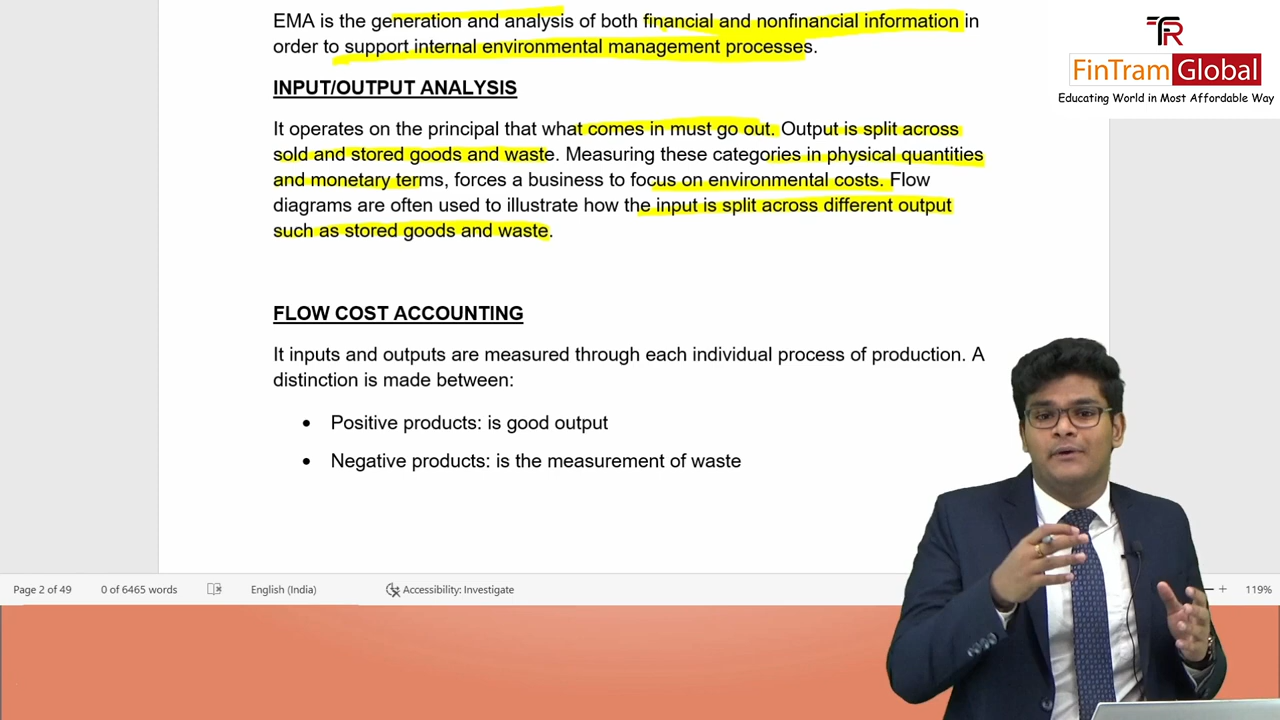 EMA is the generation and analysis of both financial and nonfinancial information in
order to support internal environmental management processes.
INPUT/OUTPUT ANALYSIS
It operates on the principal that what comes in must go out. Output is split across
sold and stored goods and waste. Measuring these categories in physical quantities
and monetary terms, forces a business to focus on environmental costs. Flow
diagrams are often used to illustrate how the input is split across different output
such as stored goods and waste.
FLOW COST ACCOUNTING
It inputs and outputs are measured through each individual process of production. A
distinction is made between:
• Positive products: is good output
• Negative products: is the measurement of waste
Page 2 of 49 0 of 6465 words English (India) Accessibility: Investigate + 119%
TR
FinTram Global
Educating World in Most Affordable Way